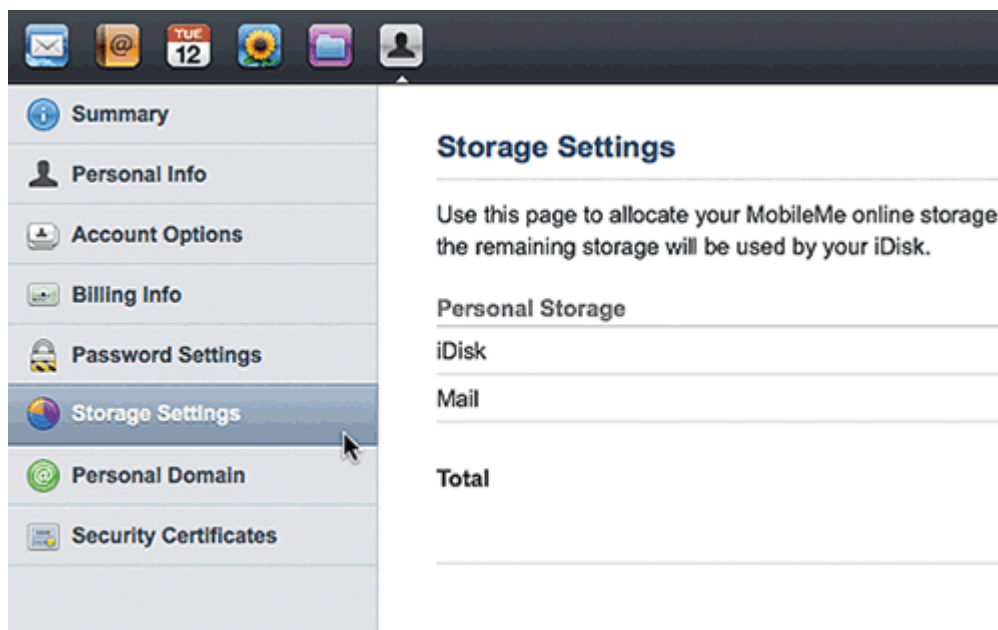 TUE
12
Summary
Personal Info
Account Options
Billing Info
Password Settings
Storage Settings
Personal Domain
Security Certificates
Storage Settings
Use this page to allocate your MobileMe online storage
the remaining storage will be used by your iDisk.
Personal Storage
iDisk
Mail
Total